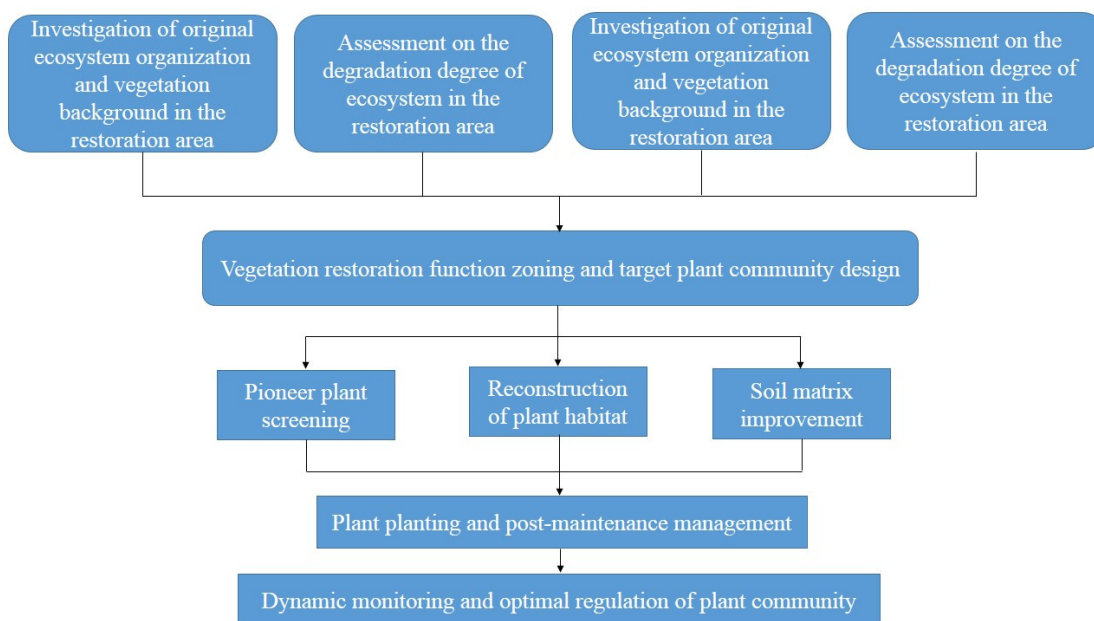 Investigation of original
ecosystem organization
and vegetation
background in the
restoration area
Assessment on the
degradation degree of
ecosystem in the
restoration area
Investigation of original
ecosystem organization
and vegetation
background in the
restoration area
Assessment on the
degradation degree of
ecosystem in the
restoration area
Vegetation restoration function zoning and target plant community design
Pioneer plant
screening
Reconstruction
of plant habitat
Soil matrix
improvement
Plant planting and post-maintenance management
Dynamic monitoring and optimal regulation of plant community